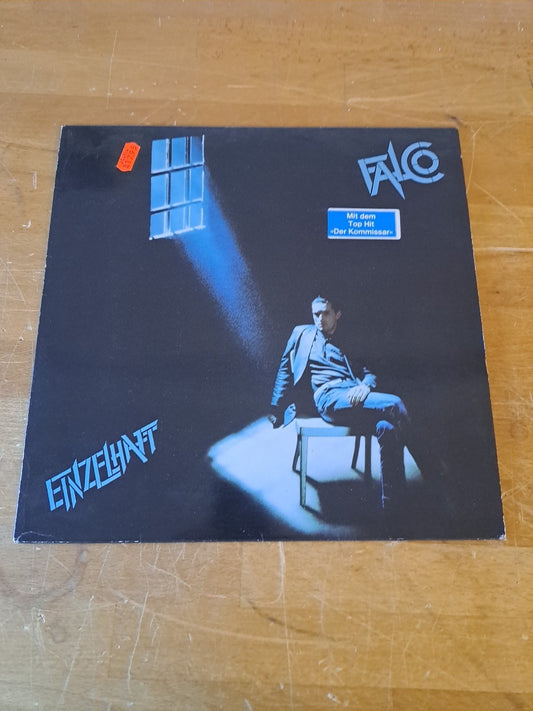 FALCO
Mit dem
Top Hit
»Der Kommissar«
EINZELHAFT